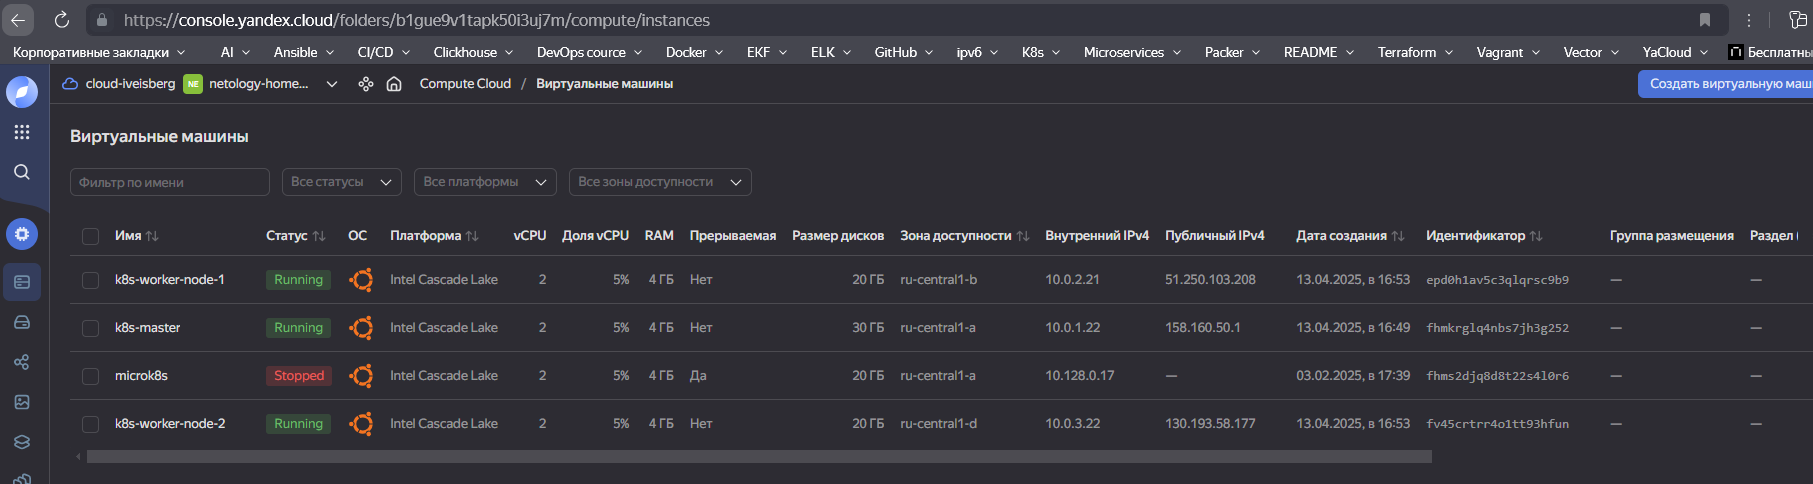 https://console.yandex.cloud/folders/b1gue9v1tapk50i3uj7m/compute/instances
Корпоративные закладки AI Ansible CI/CD Clickhouse DevOps cource Docker EKF ELK GitHub ipv6 K8s Microservices Packer README Terraform Vagrant Vector YaCloud Бесплатны
cloud-iveisberg NE netology-home... Compute Cloud / Виртуальные машины Создать виртуальную маш
Виртуальные машины
Фильтр по имени Все статусы Все платформы Все зоны доступности
Имя Статус ОС Платформа vCPU Доля vCPU RAM Прерываемая Размер дисков Зона доступности Внутренний IPv4 Публичный IPv4 Дата создания Идентификатор Группа размещения Раздел
k8s-worker-node-1 Running Intel Cascade Lake 2 5% 4 ГБ Нет 20 ГБ ru-central1-b 10.0.2.21 51.250.103.208 13.04.2025, в 16:53 epd0h1av5c3qlqrsc9b9 — —
k8s-master Running Intel Cascade Lake 2 5% 4 ГБ Нет 30 ГБ ru-central1-a 10.0.1.22 158.160.50.1 13.04.2025, в 16:49 fhmkrglq4nbs7jh3g252 — —
microk8s Stopped Intel Cascade Lake 2 5% 4 ГБ Да 20 ГБ ru-central1-a 10.128.0.17 — 03.02.2025, в 17:39 fhms2djq8d8t22s4l0r6 — —
k8s-worker-node-2 Running Intel Cascade Lake 2 5% 4 ГБ Нет 20 ГБ ru-central1-d 10.0.3.22 130.193.58.177 13.04.2025, в 16:53 fv45crtrr4o1tt93hfun — —